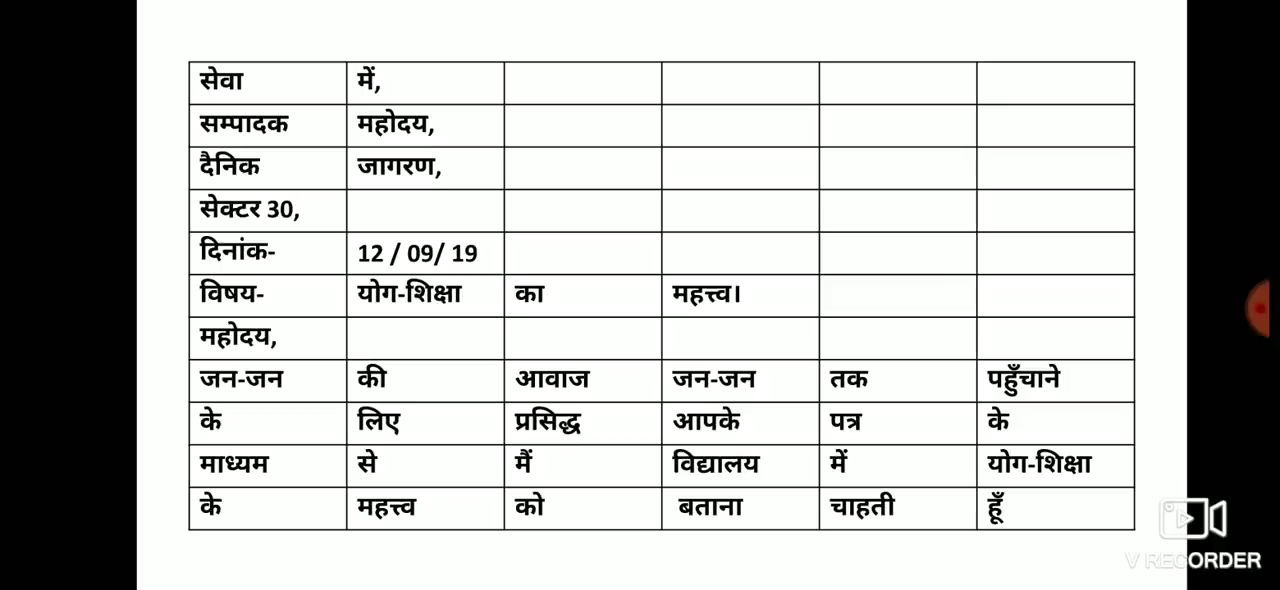 सेवा में,
सम्पादक महोदय,
दैनिक जागरण,
सेक्टर 30,
दिनांक- 12 / 09/ 19
विषय- योग-शिक्षा का महत्त्व।
महोदय,
जन-जन की आवाज जन-जन तक पहुँचाने
के लिए प्रसिद्ध आपके पत्र के
माध्यम से मैं विद्यालय में योग-शिक्षा
के महत्त्व को बताना चाहती हूँ
V RECORDER